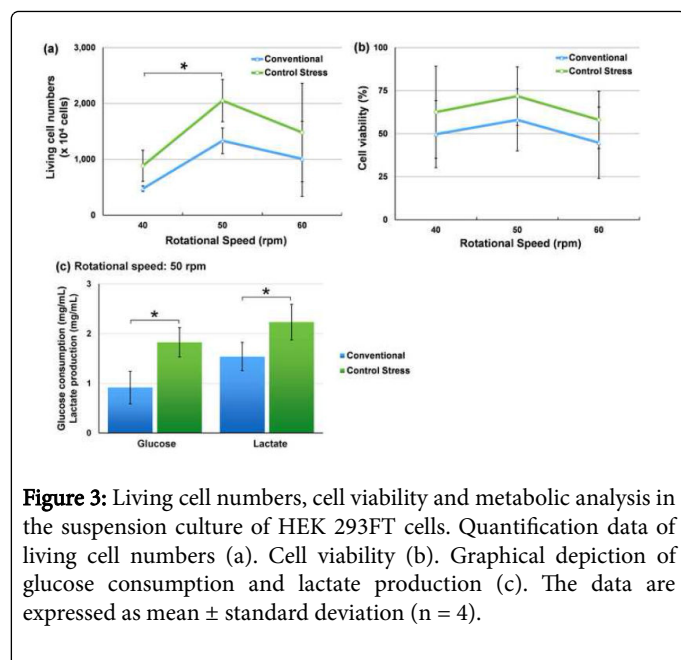 (a)
3,000
2,000
1,000
0
Living cell numbers
(x 10⁴ cells)
*
Conventional
Control Stress
40 50 60
Rotational Speed (rpm)
(b)
100
75
50
25
0
Cell viability (%)
Conventional
Control Stress
40 50 60
Rotational Speed (rpm)
(c) Rotational speed: 50 rpm
3
2
1
0
Glucose consumption (mg/mL)
Lactate production (mg/mL)
*
*
Glucose Lactate
Conventional
Control Stress
Figure 3: Living cell numbers, cell viability and metabolic analysis in
the suspension culture of HEK 293FT cells. Quantification data of
living cell numbers (a). Cell viability (b). Graphical depiction of
glucose consumption and lactate production (c). The data are
expressed as mean ± standard deviation (n = 4).